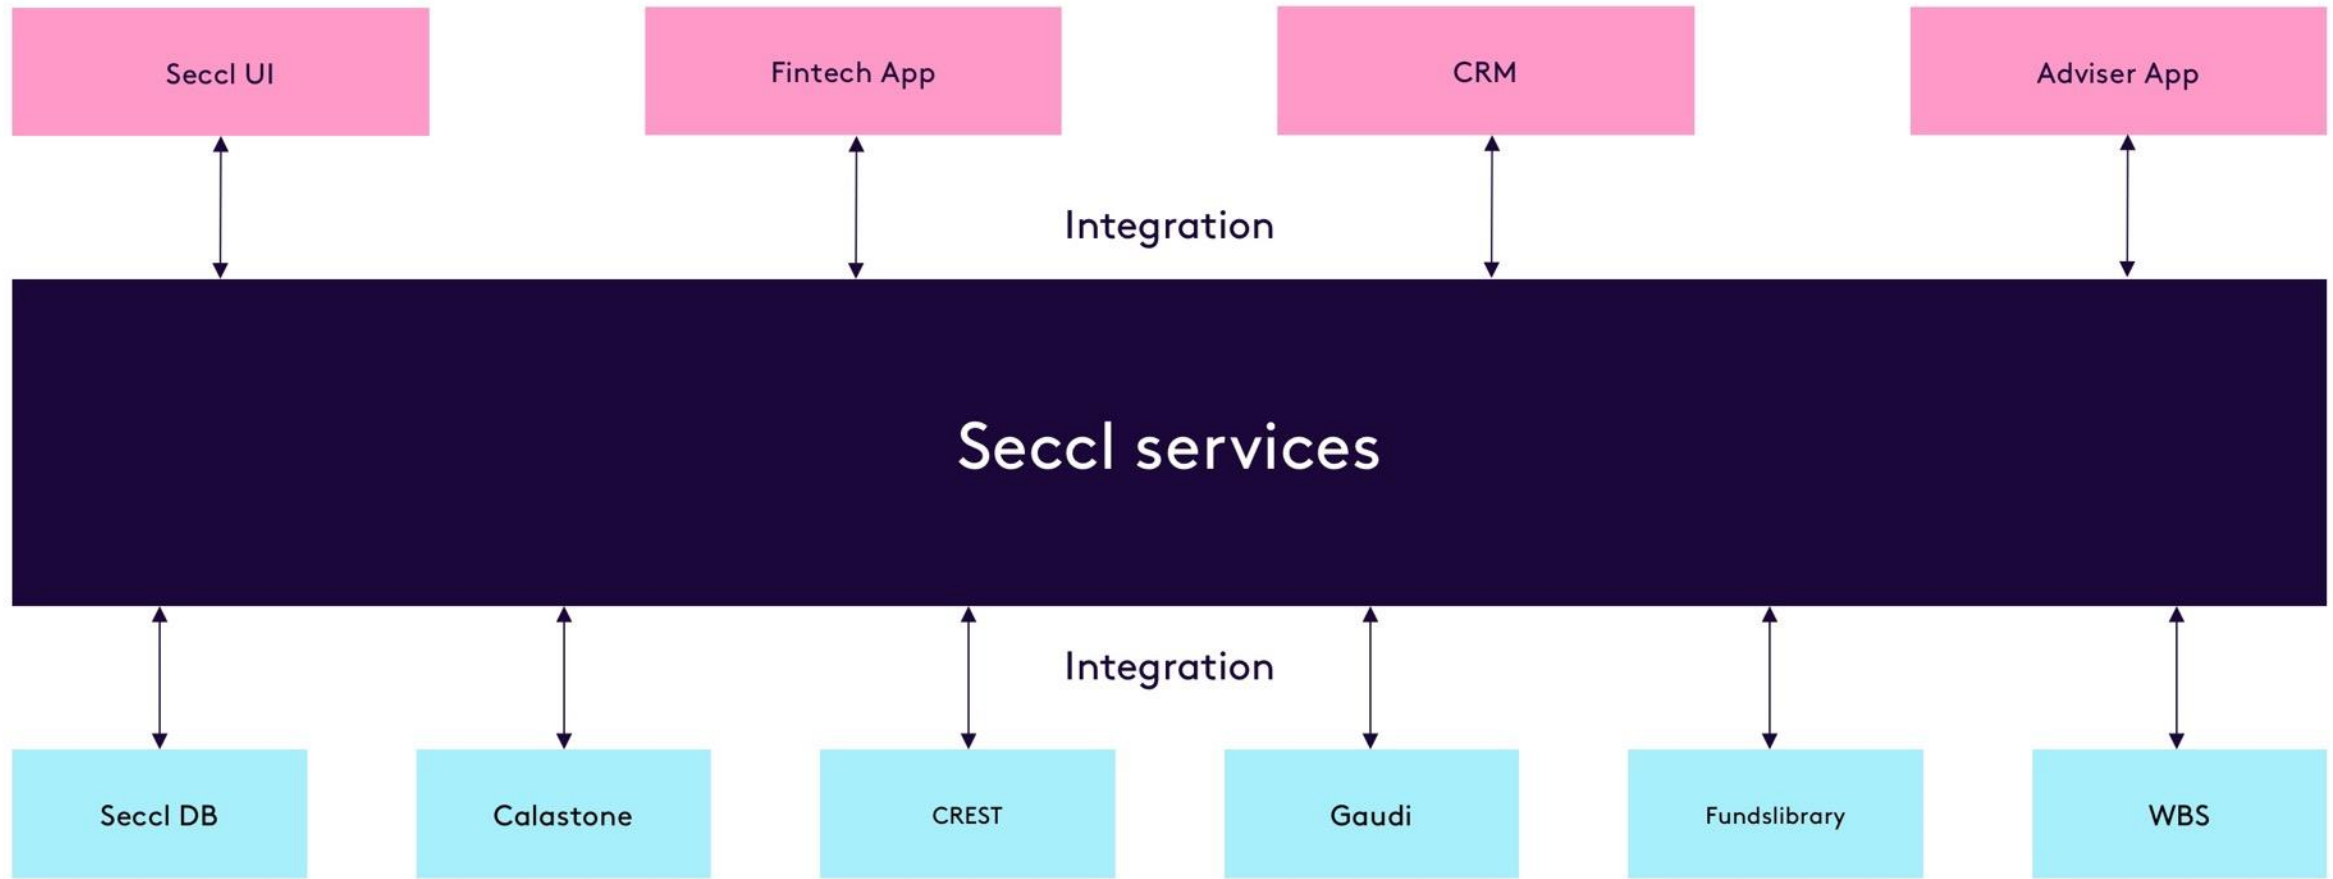 Seccl UI
Fintech App
CRM
Adviser App
Integration
Seccl services
Integration
Seccl DB
Calastone
CREST
Gaudi
Fundslibrary
WBS